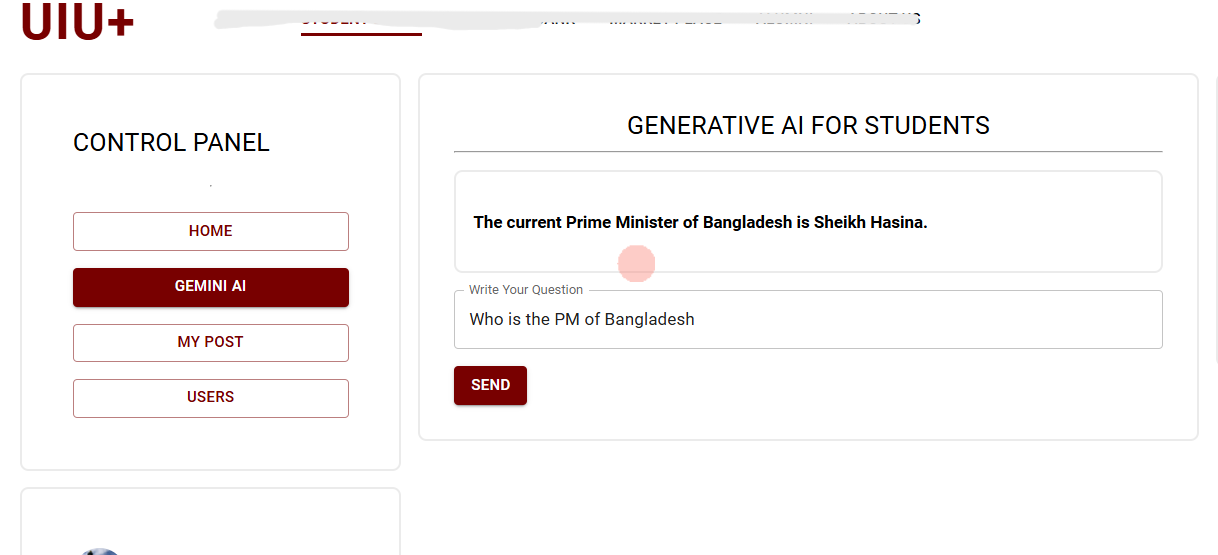 UIU+
CONTROL PANEL
HOME
GEMINI AI
MY POST
USERS
GENERATIVE AI FOR STUDENTS
The current Prime Minister of Bangladesh is Sheikh Hasina.
Write Your Question
Who is the PM of Bangladesh
SEND